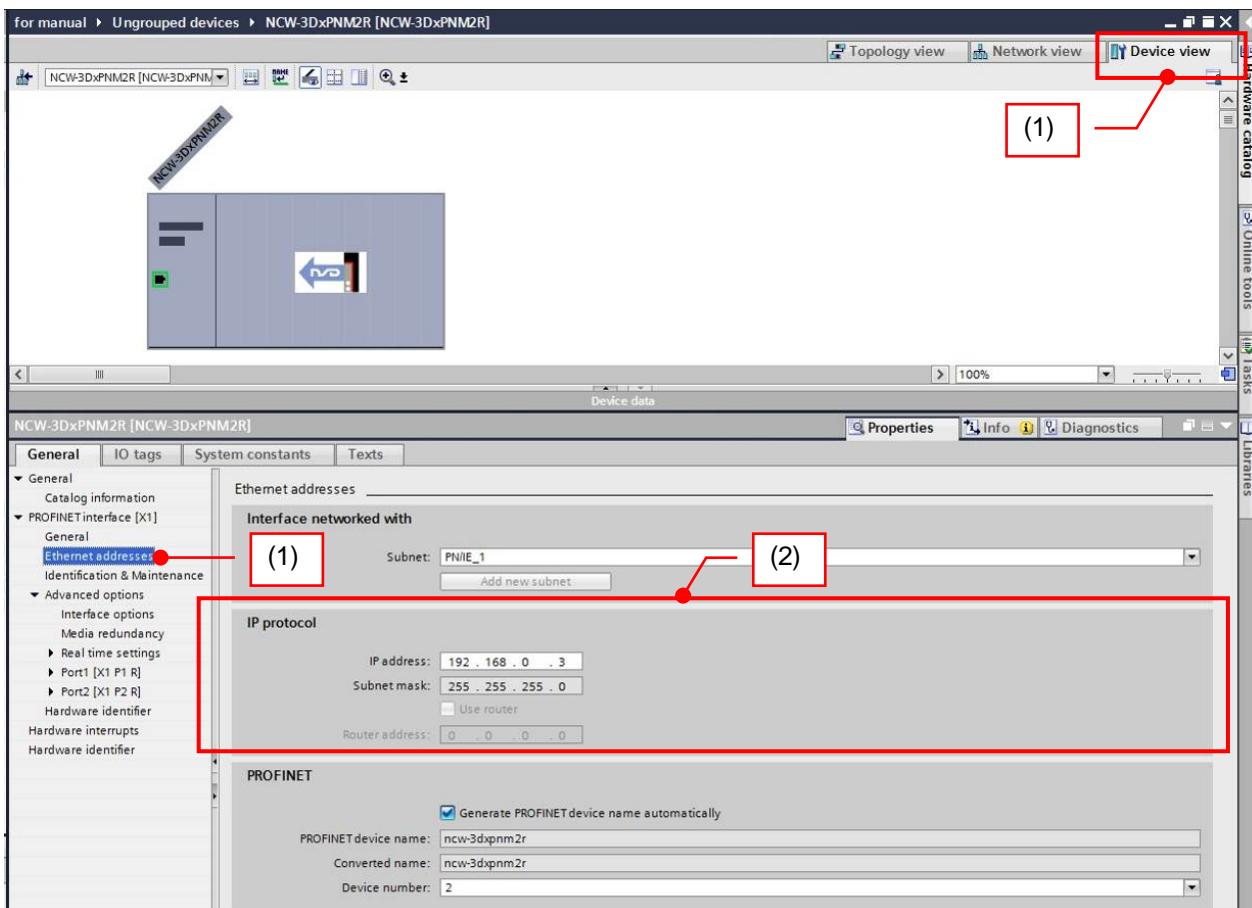 for manual ▸ Ungrouped devices ▸ NCW-3DxPNM2R [NCW-3DxPNM2R]
Topology view Network view Device view
NCW-3DxPNM2R [NCW-3DxPNM
(1)
NCW-3DxPNM2R
NSD
100%
Device data
Hardware catalog
Online tools
Tasks
Libraries
NCW-3DxPNM2R [NCW-3DxPNM2R]
Properties Info Diagnostics
General IO tags System constants Texts
General
Catalog information
PROFINET interface [X1]
General
Ethernet addresses
Identification & Maintenance
Advanced options
Interface options
Media redundancy
Real time settings
Port1 [X1 P1 R]
Port2 [X1 P2 R]
Hardware identifier
Hardware interrupts
Hardware identifier
(1)
Ethernet addresses
Interface networked with
Subnet: PN/IE_1
(2)
Add new subnet
IP protocol
IP address: 192 . 168 . 0 . 3
Subnet mask: 255 . 255 . 255 . 0
Use router
Router address: 0 . 0 . 0 . 0
PROFINET
Generate PROFINET device name automatically
PROFINET device name: ncw-3dxpnm2r
Converted name: ncw-3dxpnm2r
Device number: 2